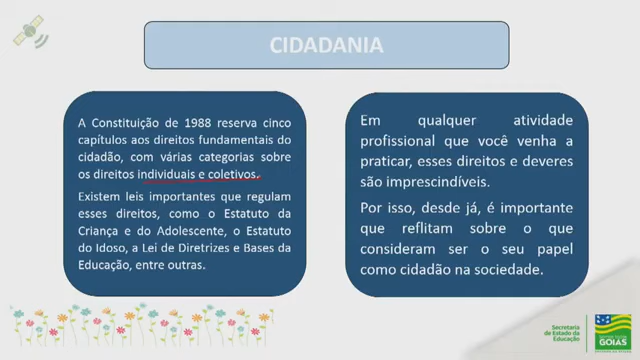 CIDADANIA
A Constituição de 1988 reserva cinco
capítulos aos direitos fundamentais do
cidadão, com várias categorias sobre
os direitos individuais e coletivos.
Existem leis importantes que regulam
esses direitos, como o Estatuto da
Criança e do Adolescente, o Estatuto
do Idoso, a Lei de Diretrizes e Bases da
Educação, entre outras.
Em qualquer atividade
profissional que você venha a
praticar, esses direitos e deveres
são imprescindíveis.
Por isso, desde já, é importante
que reflitam sobre o que
consideram ser o seu papel
como cidadão na sociedade.
Secretaria
de Estado da
Educação
GOIÁS